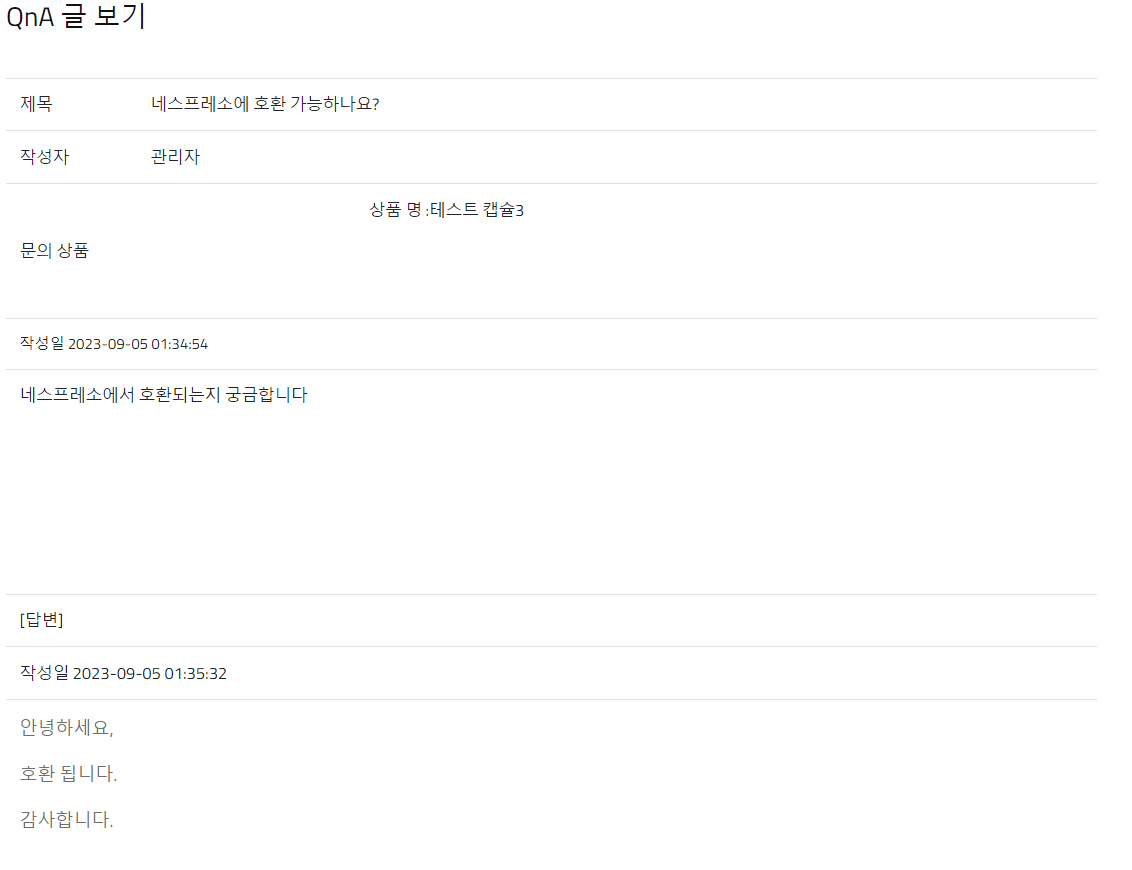 QnA 글 보기
제목 네스프레소에 호환 가능하나요?
작성자 관리자
상품 명 :테스트 캡슐3
문의 상품
작성일 2023-09-05 01:34:54
네스프레소에서 호환되는지 궁금합니다
[답변]
작성일 2023-09-05 01:35:32
안녕하세요,
호환 됩니다.
감사합니다.